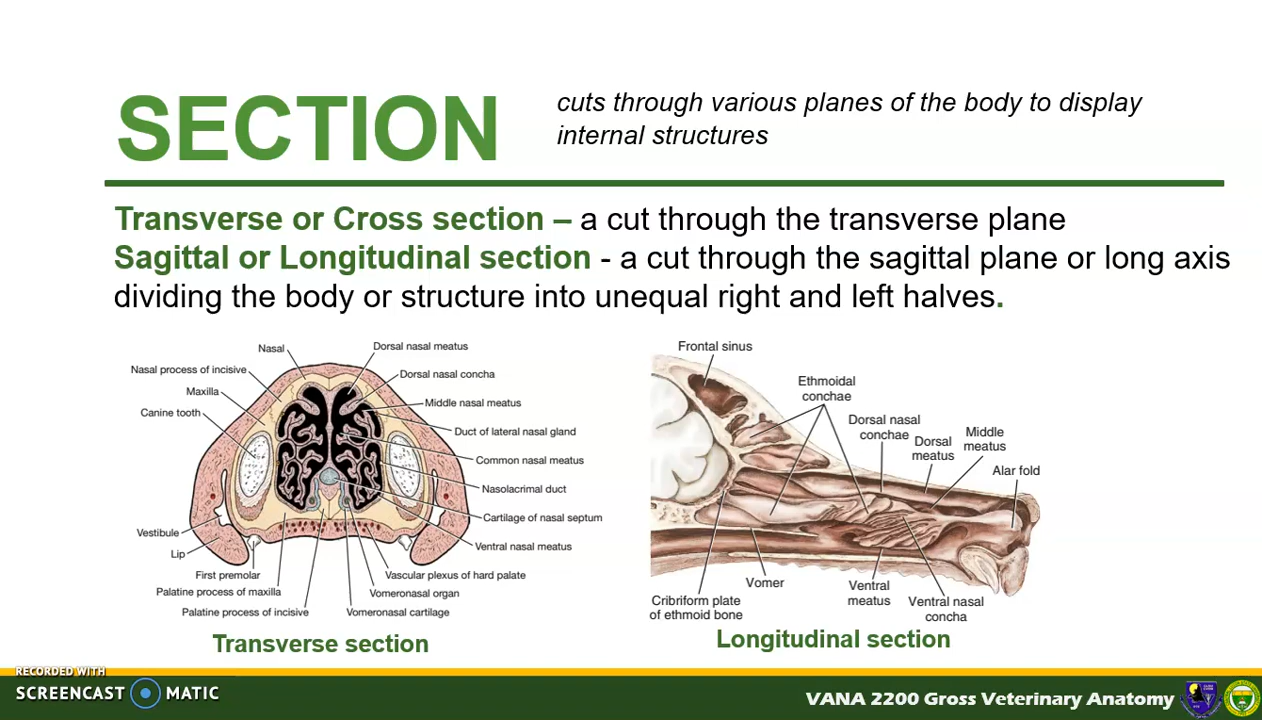 SECTION
cuts through various planes of the body to display
internal structures
Transverse or Cross section – a cut through the transverse plane
Sagittal or Longitudinal section - a cut through the sagittal plane or long axis
dividing the body or structure into unequal right and left halves.
Nasal
Nasal process of incisive
Maxilla
Canine tooth
Vestibule
Lip
First premolar
Palatine process of maxilla
Palatine process of incisive
Dorsal nasal meatus
Dorsal nasal concha
Middle nasal meatus
Duct of lateral nasal gland
Common nasal meatus
Nasolacrimal duct
Cartilage of nasal septum
Ventral nasal meatus
Vascular plexus of hard palate
Vomeronasal organ
Vomeronasal cartilage
Transverse section
Frontal sinus
Ethmoidal
conchae
Dorsal nasal
conchae
Dorsal
meatus
Middle
meatus
Alar fold
Cribriform plate
of ethmoid bone
Vomer
Ventral
meatus
Ventral nasal
concha
Longitudinal section
RECORDED WITH
SCREENCAST MATIC
VANA 2200 Gross Veterinary Anatomy